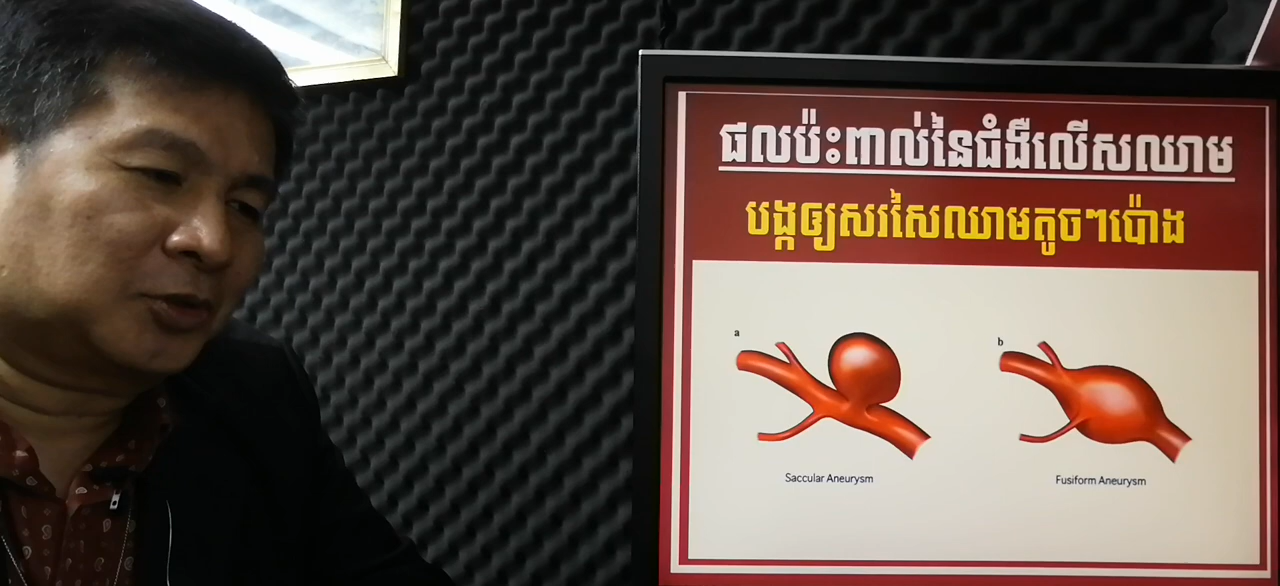 ផលប៉ះពាល់នៃជំងឺលើសឈាម
បង្កឲ្យសរសៃឈាមតូចៗប៉ោង
a
b
Saccular Aneurysm
Fusiform Aneurysm